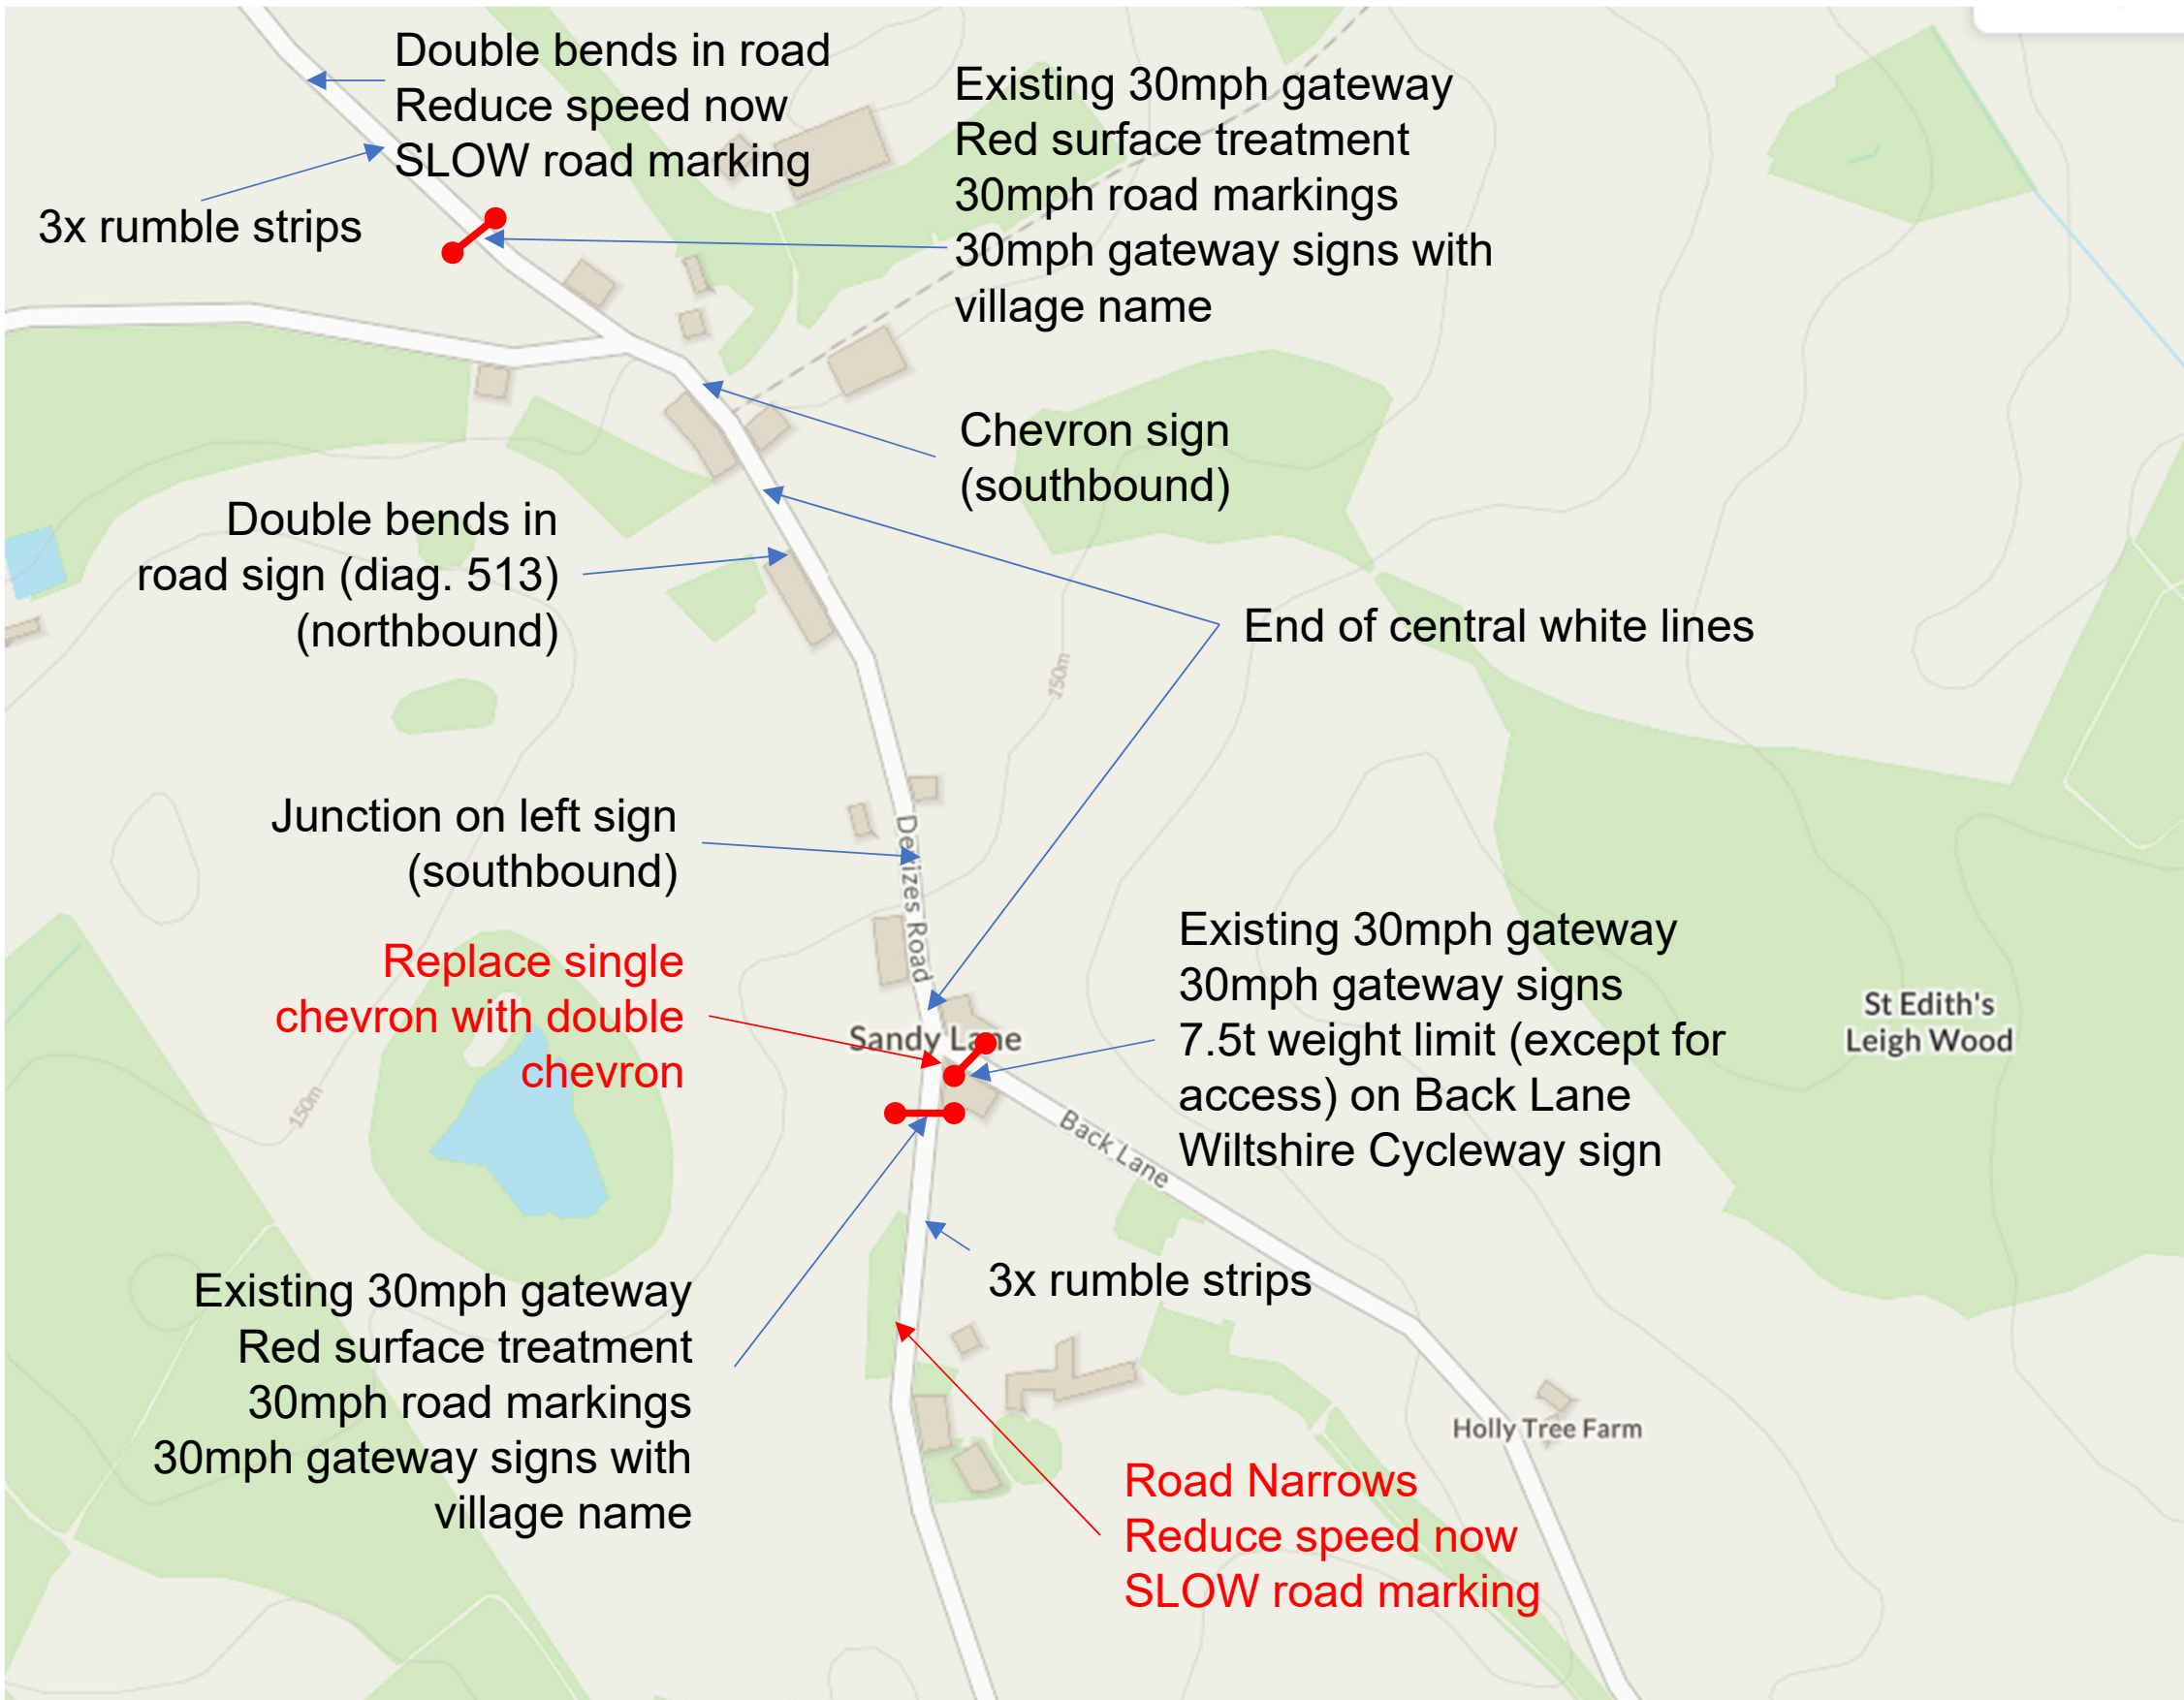 Double bends in road
Reduce speed now
SLOW road marking
3x rumble strips
Existing 30mph gateway
Red surface treatment
30mph road markings
30mph gateway signs with
village name
Chevron sign
(southbound)
Double bends in
road sign (diag. 513)
(northbound)
End of central white lines
150m
Junction on left sign
(southbound)
Devizes Road
Replace single
chevron with double
chevron
Sandy Lane
Existing 30mph gateway
30mph gateway signs
7.5t weight limit (except for
access) on Back Lane
Wiltshire Cycleway sign
St Edith's
Leigh Wood
150m
Back Lane
3x rumble strips
Existing 30mph gateway
Red surface treatment
30mph road markings
30mph gateway signs with
village name
Holly Tree Farm
Road Narrows
Reduce speed now
SLOW road marking